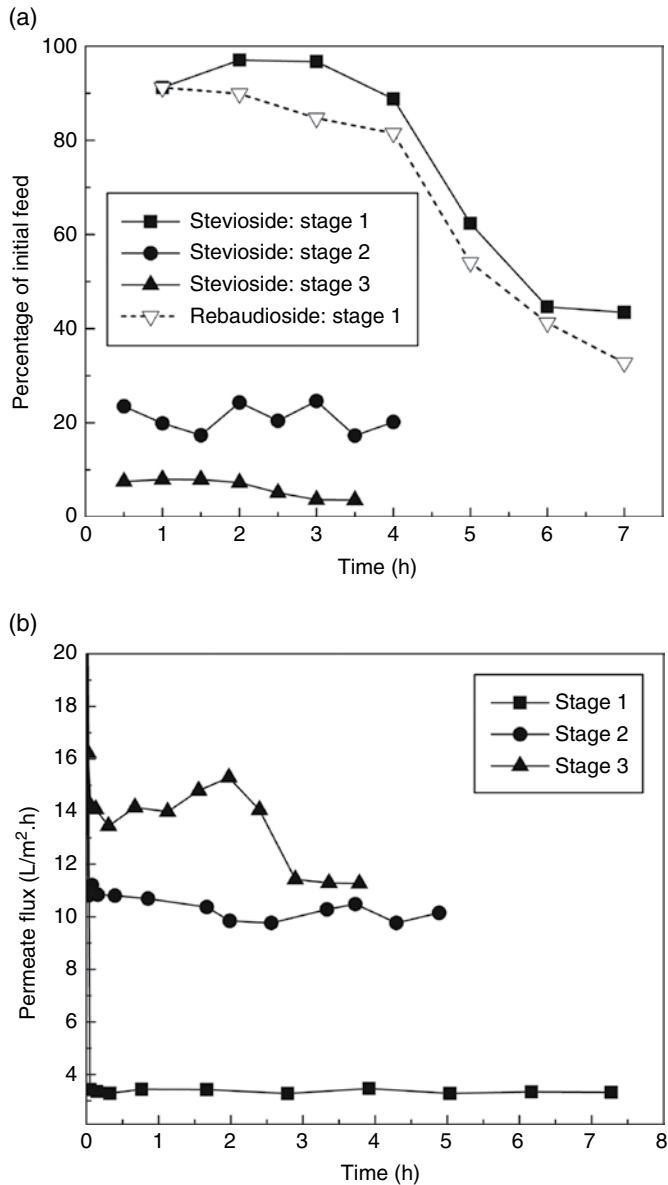 (a)
100
80
60
40
20
0
Percentage of initial feed
Stevioside: stage 1
Stevioside: stage 2
Stevioside: stage 3
Rebaudioside: stage 1
0 1 2 3 4 5 6 7
Time (h)
(b)
20
18
16
14
12
10
8
6
4
Permeate flux (L/m².h)
Stage 1
Stage 2
Stage 3
0 1 2 3 4 5 6 7 8
Time (h)